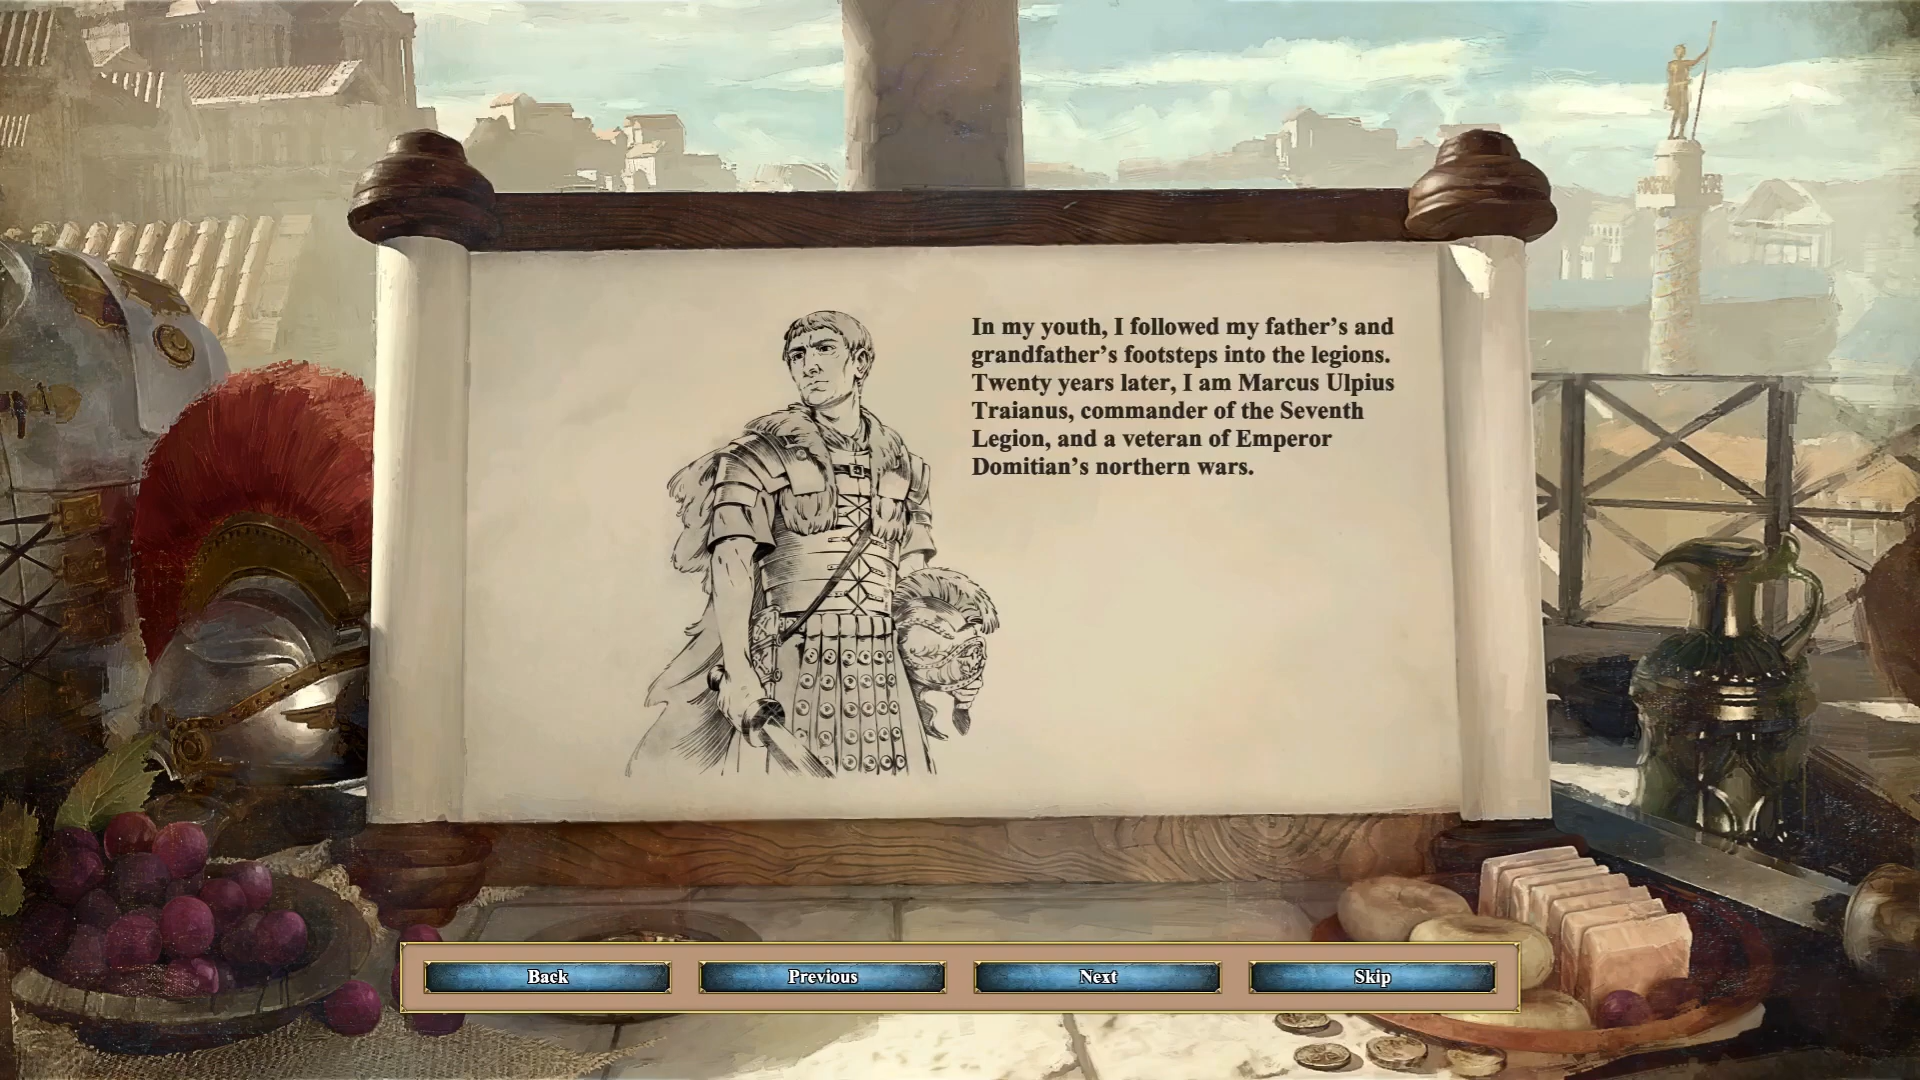 In my youth, I followed my father’s and
grandfather’s footsteps into the legions.
Twenty years later, I am Marcus Ulpius
Traianus, commander of the Seventh
Legion, and a veteran of Emperor
Domitian’s northern wars.
Back
Previous
Next
Skip